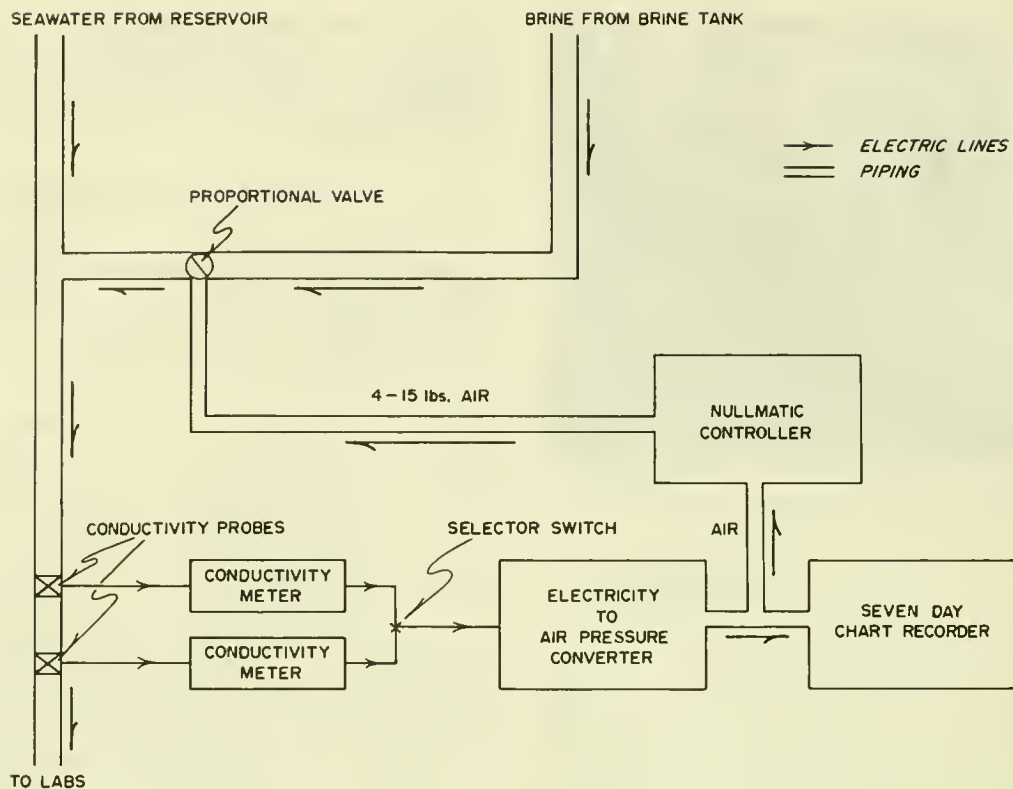 SEAWATER FROM RESERVOIR
BRINE FROM BRINE TANK
ELECTRIC LINES
PIPING
PROPORTIONAL VALVE
4-15 lbs. AIR
NULLMATIC
CONTROLLER
CONDUCTIVITY PROBES
SELECTOR SWITCH
AIR
CONDUCTIVITY
METER
CONDUCTIVITY
METER
ELECTRICITY
TO
AIR PRESSURE
CONVERTER
SEVEN DAY
CHART RECORDER
TO LABS